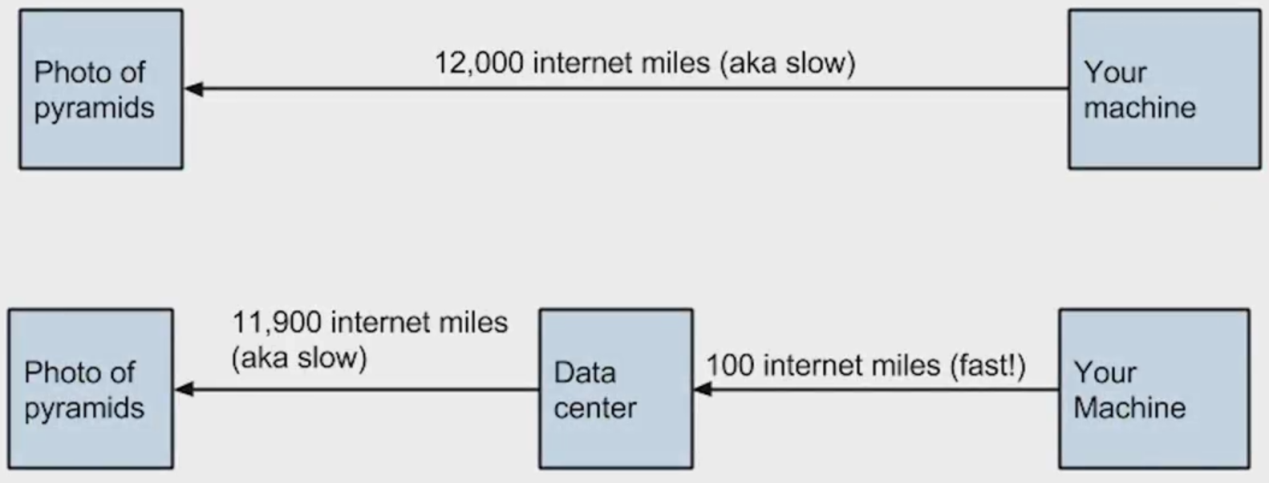 Photo of
pyramids
12,000 internet miles (aka slow)
Your
machine
Photo of
pyramids
11,900 internet miles
(aka slow)
Data
center
100 internet miles (fast!)
Your
Machine